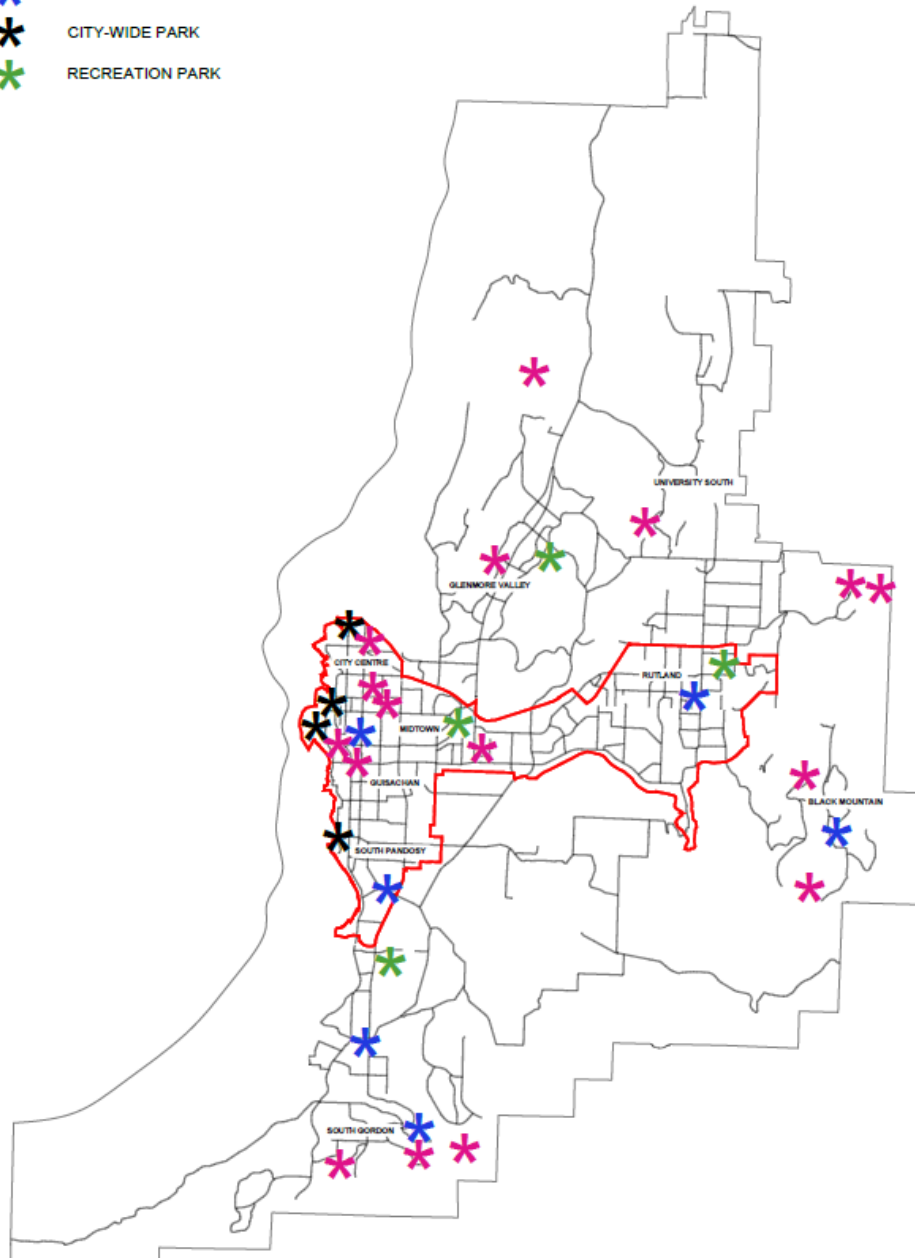 CITY-WIDE PARK
RECREATION PARK
UNIVERSITY SOUTH
GLENMORE VALLEY
CITY CENTRE
RUTLAND
MIDTOWN
GUISACHAN
BLACK MOUNTAIN
SOUTH PANDOSY
SOUTH GORDON